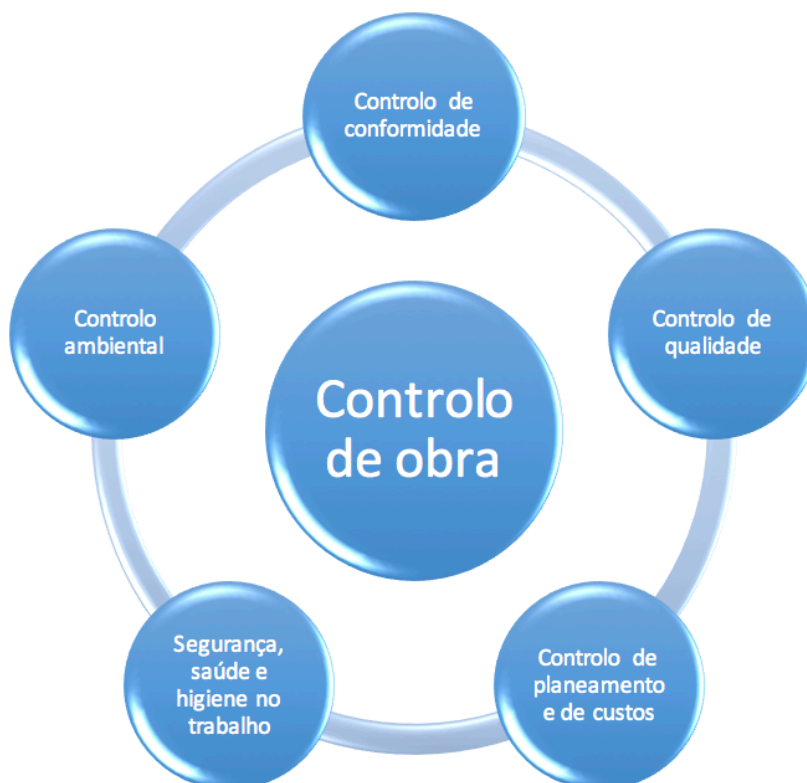 Controlo de
conformidade
Controlo
ambiental
Controlo de
qualidade
Controlo
de obra
Segurança,
saúde e
higiene no
trabalho
Controlo de
planeamento
e de custos